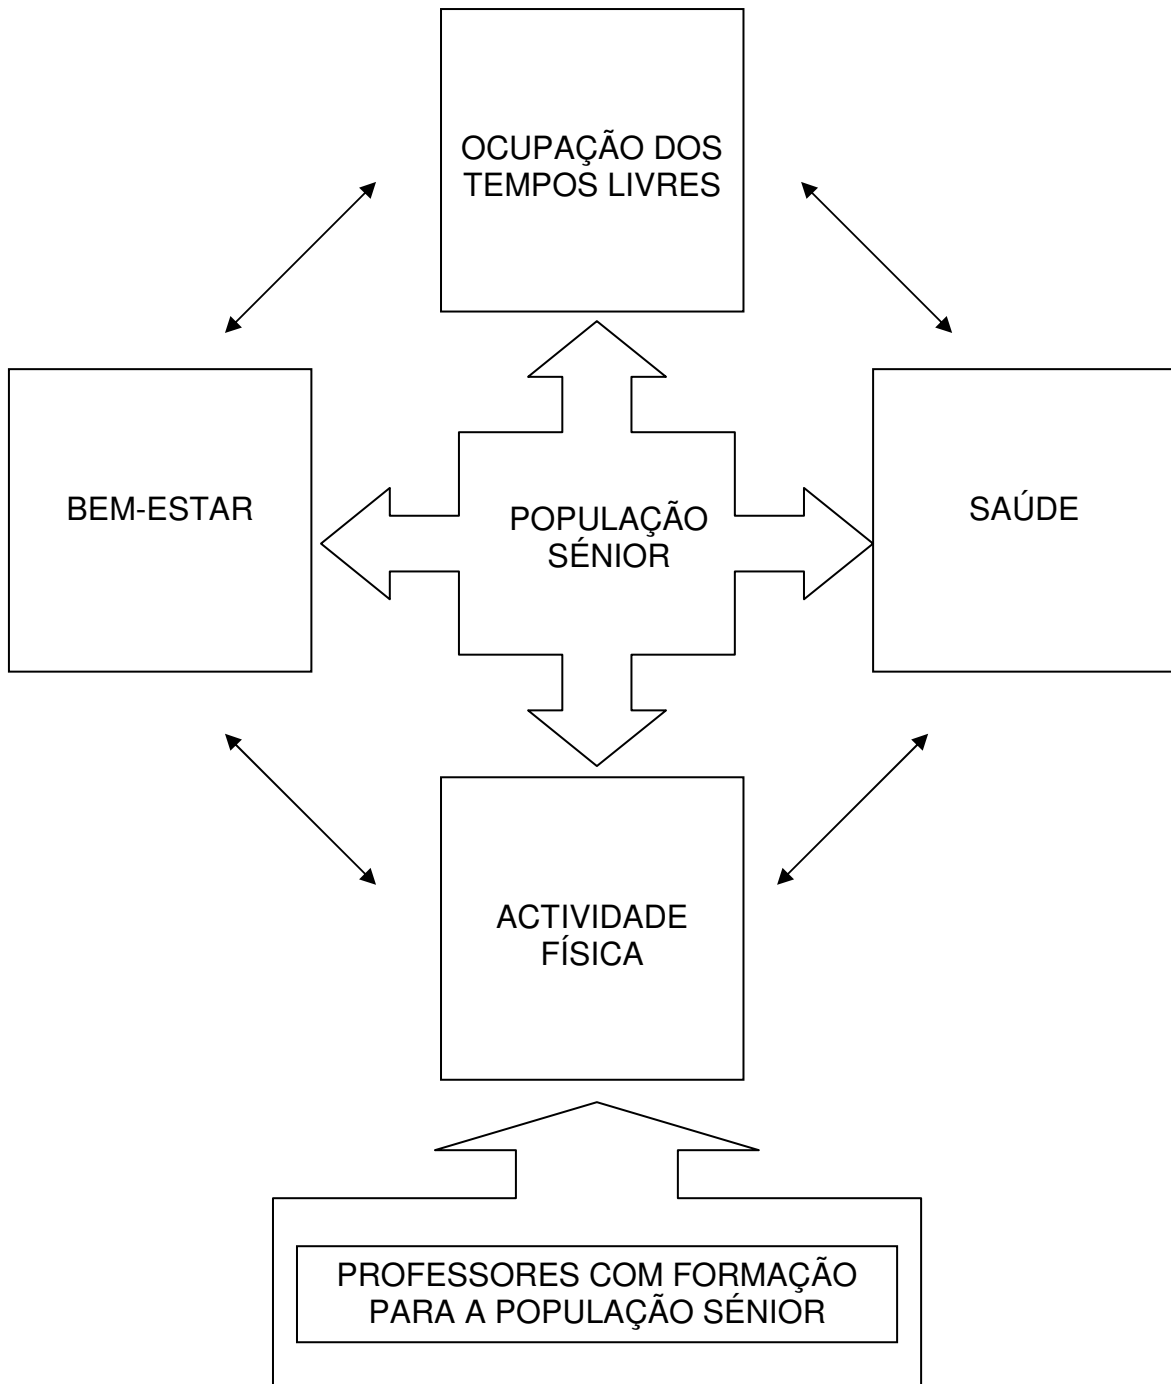 OCUPAÇÃO DOS
TEMPOS LIVRES
BEM-ESTAR
POPULAÇÃO
SÉNIOR
SAÚDE
ACTIVIDADE
FÍSICA
PROFESSORES COM FORMAÇÃO
PARA A POPULAÇÃO SÉNIOR